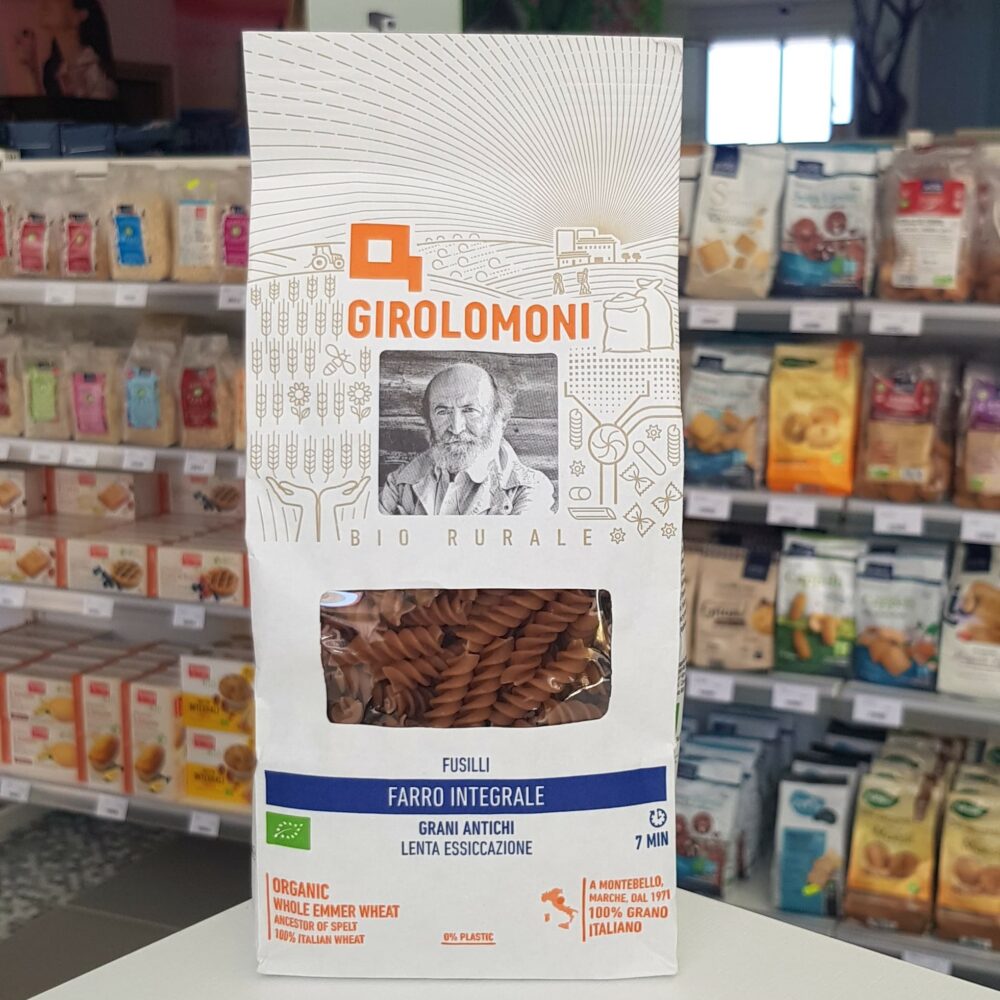 GIROLOMONI
BIO RURALE
FUSILLI
FARRO INTEGRALE
GRANI ANTICHI
LENTA ESSICCAZIONE
7 MIN
ORGANIC
WHOLE EMMER WHEAT
ANCESTOR OF SPELT
100% ITALIAN WHEAT
0% PLASTIC
A MONTEBELLO,
MARCHE, DAL 1971
100% GRANO
ITALIANO